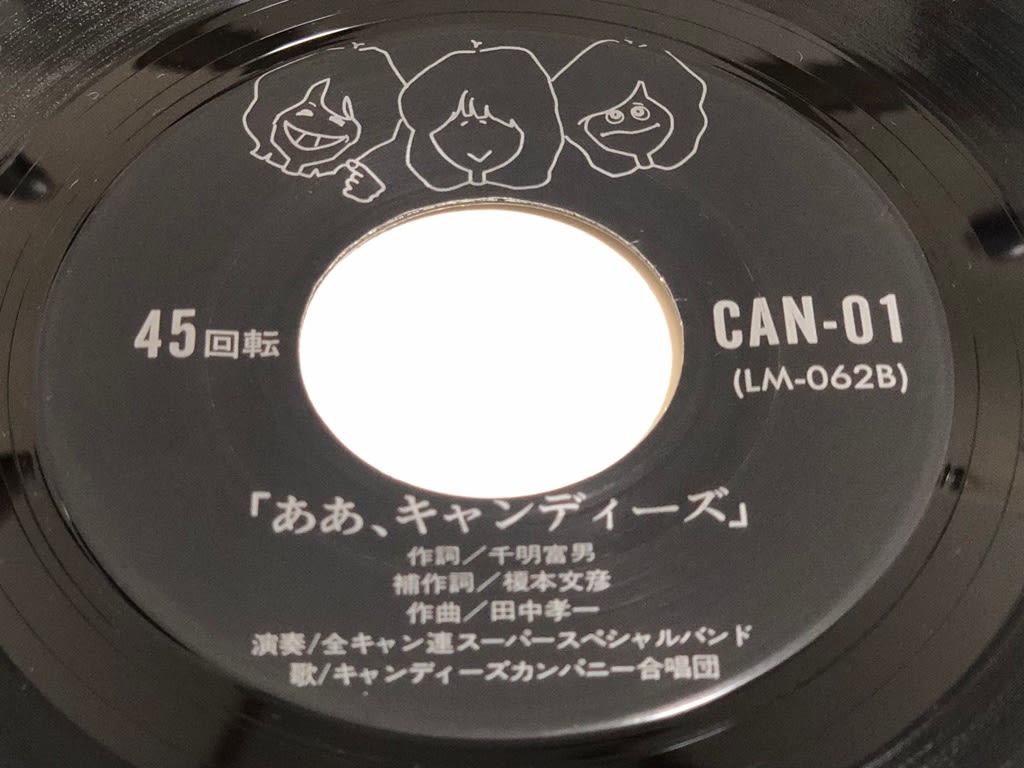 45回転
CAN-01
(LM-062B)
「ああ、キャンディーズ」
作詞/千明富男
補作詞/榎本文彦
作曲/田中孝一
演奏/全キャン連スーパースペシャルバンド
歌/キャンディーズカンパニー合唱団